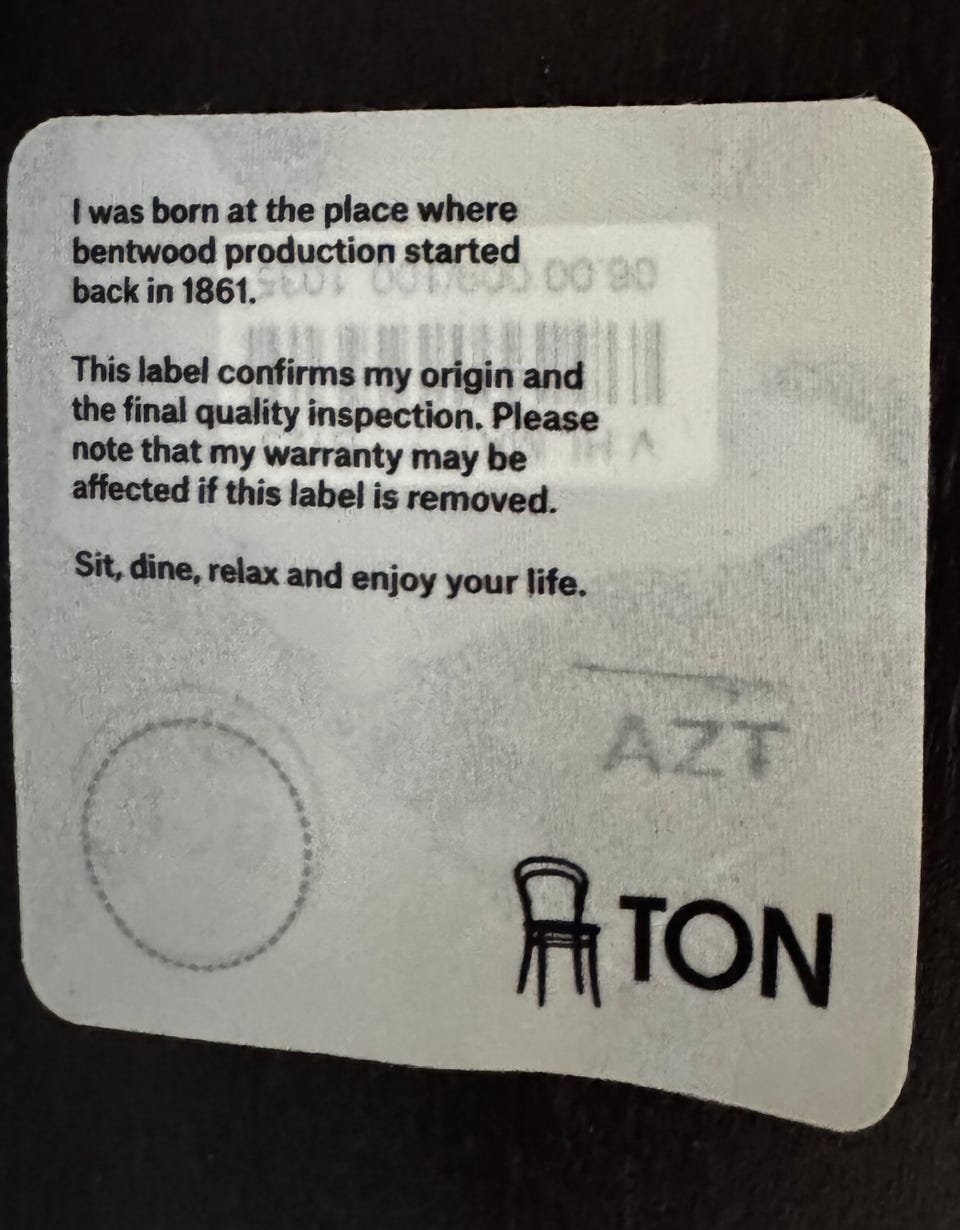 I was born at the place where
bentwood production started
back in 1861.
This label confirms my origin and
the final quality inspection. Please
note that my warranty may be
affected if this label is removed.
Sit, dine, relax and enjoy your life.
AZT
TON